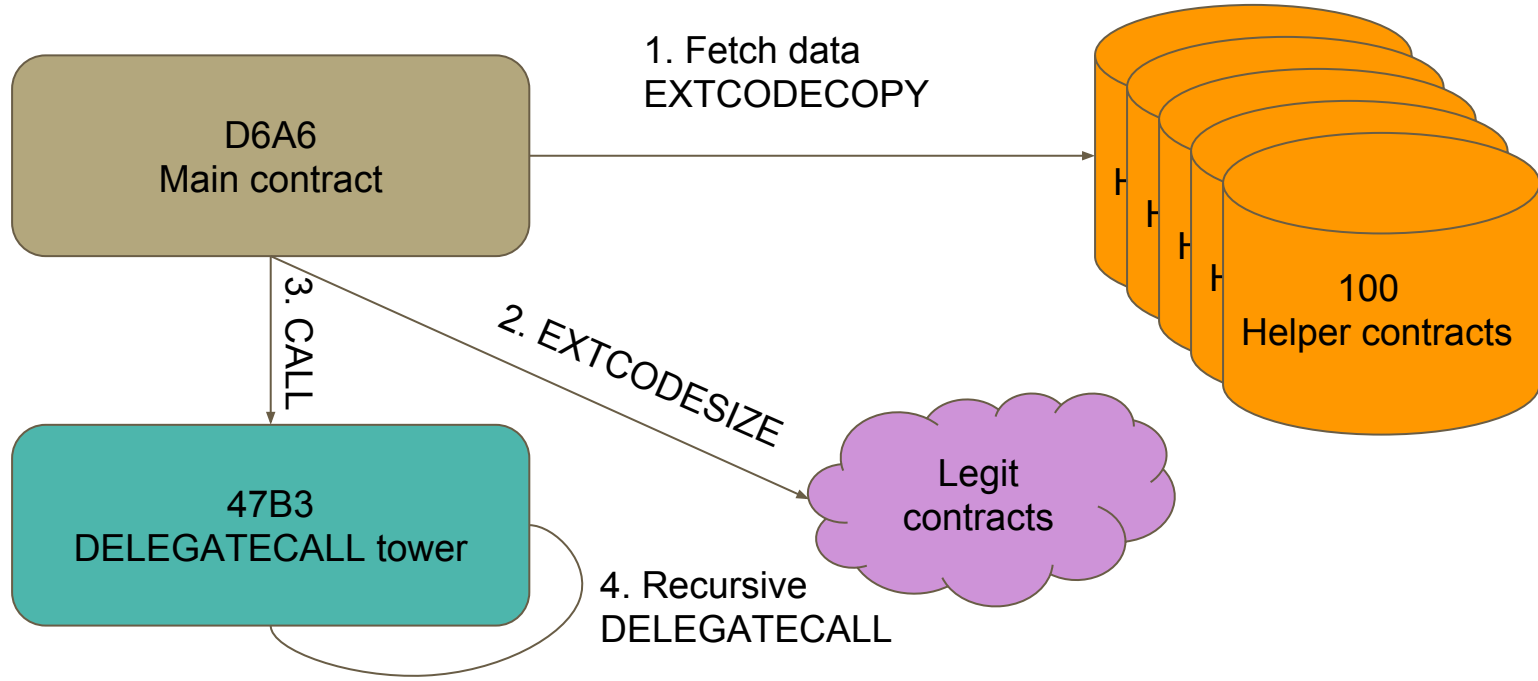 1. Fetch data
EXTCODECOPY
D6A6
Main contract
H
H
H
H
100
Helper contracts
3. CALL
2. EXTCODESIZE
Legit
contracts
47B3
DELEGATECALL tower
4. Recursive
DELEGATECALL